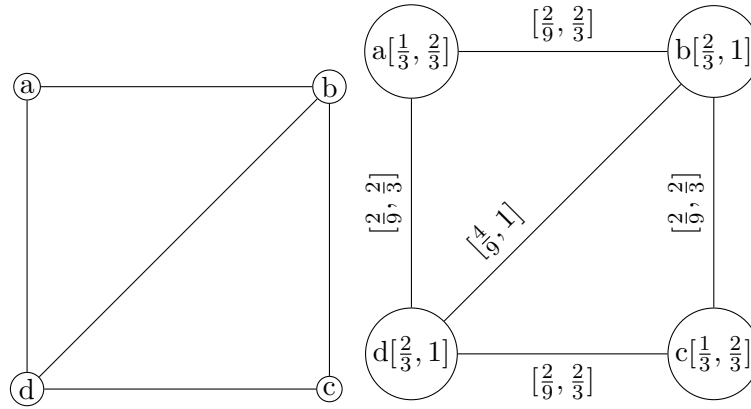 a
b
d
c
[2/9, 2/3]
a[1/3, 2/3]
b[2/3, 1]
[2/9, 2/3]
[4/9, 1]
[2/9, 2/3]
d[2/3, 1]
c[1/3, 2/3]
[2/9, 2/3]